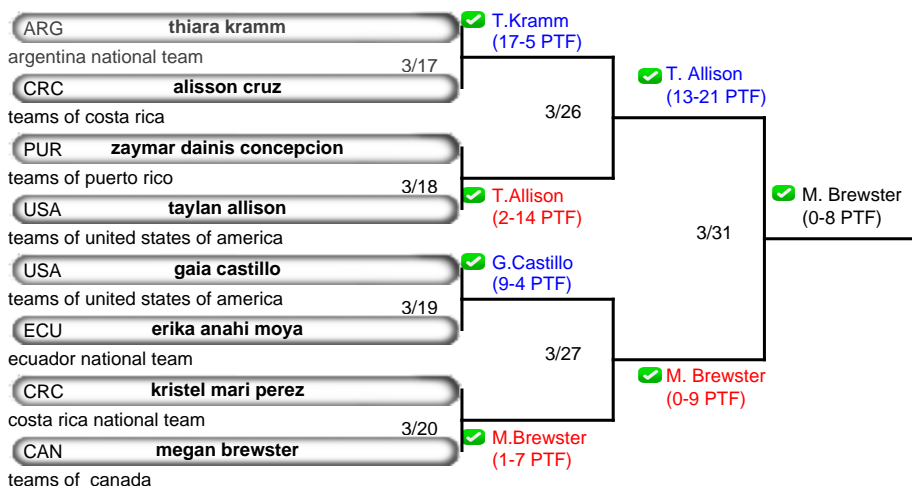 ARG thiara kramm
argentina national team
3/17
CRC alisson cruz
teams of costa rica
PUR zaymar dainis concepcion
teams of puerto rico
3/18
USA taylan allison
teams of united states of america
USA gaia castillo
teams of united states of america
3/19
ECU erika anahi moya
ecuador national team
CRC kristel mari perez
costa rica national team
3/20
CAN megan brewster
teams of canada
T.Kramm
(17-5 PTF)
3/26
T.Allison
(2-14 PTF)
G.Castillo
(9-4 PTF)
3/27
M.Brewster
(1-7 PTF)
T. Allison
(13-21 PTF)
3/31
M. Brewster
(0-9 PTF)
M. Brewster
(0-8 PTF)